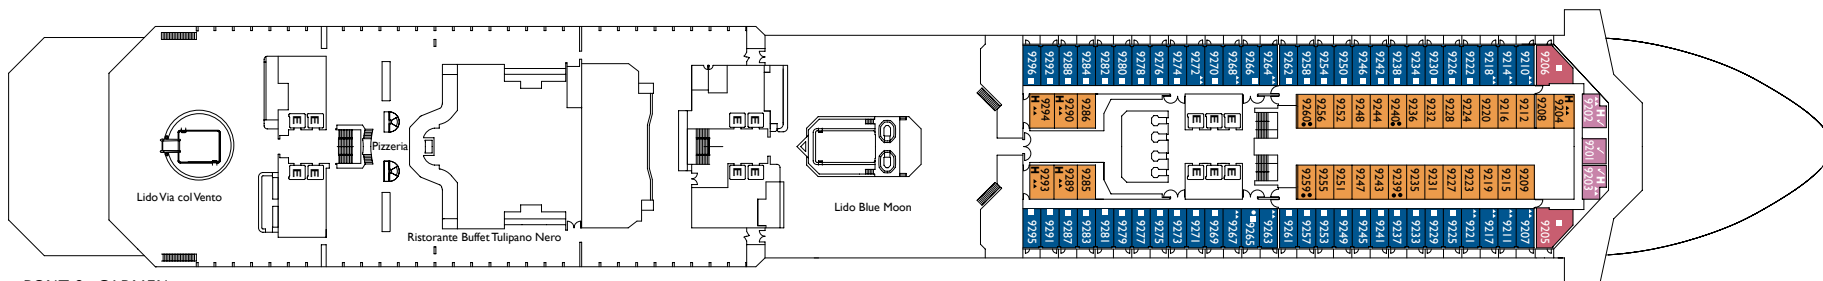 9296 9292 9288 9284 9282 9280 9278 9276 9274 9272 9270 9268 9266 9264 9262 9258 9254 9250 9246 9242 9238 9234 9230 9226 9222 9218 9214 9210 9206
H 9294 H 9290 9286 9260 9256 9252 9248 9244 9240 9236 9232 9228 9224 9220 9216 9212 9208 H 9204 H 9202
E E E E E E E
Pizzeria
9201
E E E E E E E
H 9293 H 9289 9285 9259 9255 9251 9247 9243 9239 9235 9231 9227 9223 9219 9215 9209 H 9203
Lido Via col Vento
Lido Blue Moon
Ristorante Buffet Tulipano Nero
9295 9291 9287 9283 9281 9279 9277 9275 9273 9271 9269 9267 9265 9263 9261 9257 9253 9249 9245 9241 9237 9233 9229 9225 9221 9217 9211 9207 9205
PONT CARMEN